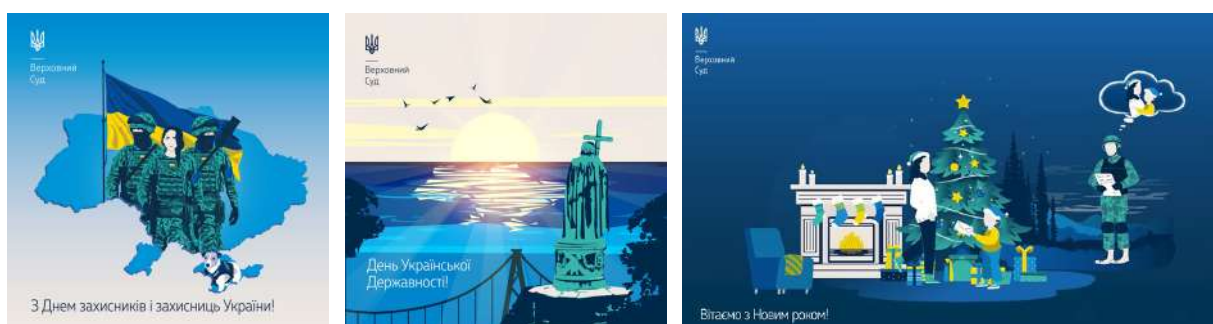 Верховний
Суд
З Днем захисників і захисниць України!
Верховний
Суд
День Української
Державності!
Верховний
Суд
Вітаємо з Новим роком!